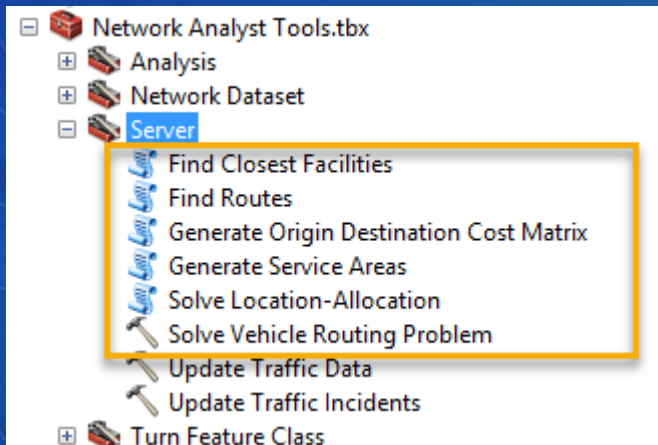 Network Analyst Tools.tbx
Analysis
Network Dataset
Server
Find Closest Facilities
Find Routes
Generate Origin Destination Cost Matrix
Generate Service Areas
Solve Location-Allocation
Solve Vehicle Routing Problem
Update Traffic Data
Update Traffic Incidents
Turn Feature Class